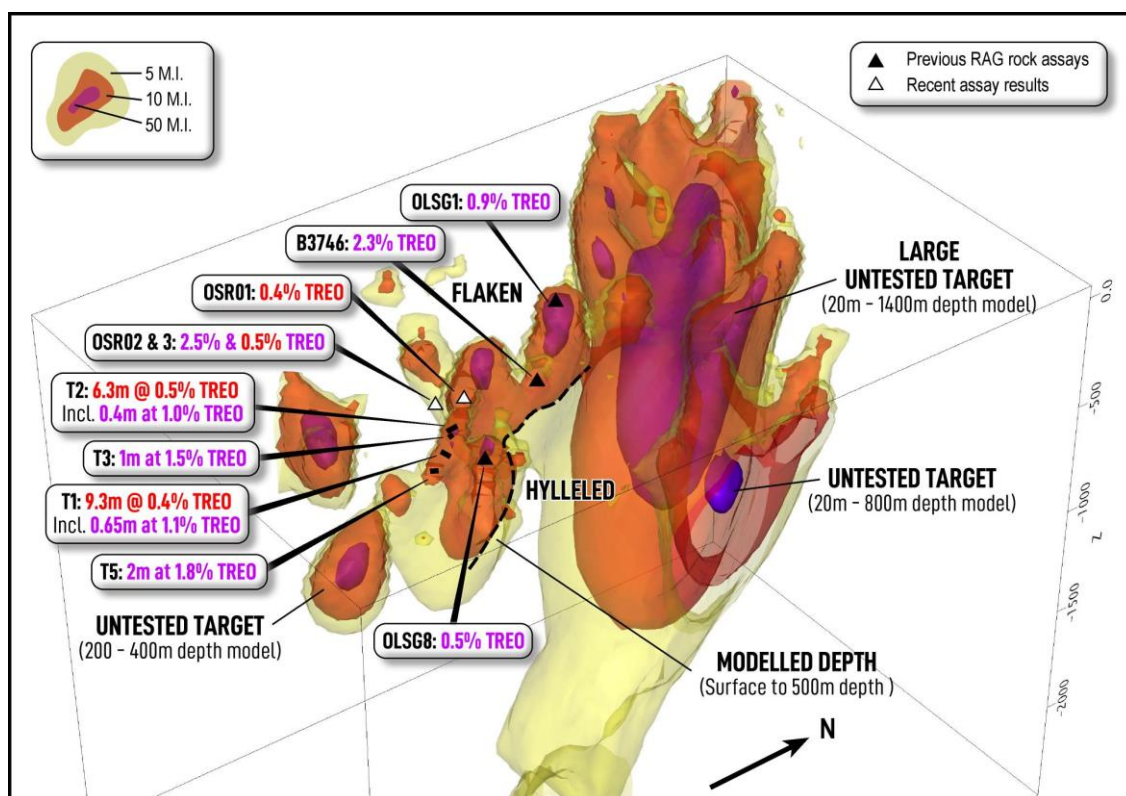 5 M.I.
10 M.I.
50 M.I.
Previous RAG rock assays
Recent assay results
OLSG1: 0.9% TREO
B3746: 2.3% TREO
FLAKEN
OSR01: 0.4% TREO
OSR02 & 3: 2.5% & 0.5% TREO
T2: 6.3m @ 0.5% TREO
Incl. 0.4m at 1.0% TREO
T3: 1m at 1.5% TREO
T1: 9.3m @ 0.4% TREO
Incl. 0.65m at 1.1% TREO
T5: 2m at 1.8% TREO
HYLLELED
UNTESTED TARGET
(200 - 400m depth model)
OLSG8: 0.5% TREO
LARGE
UNTESTED TARGET
(20m - 1400m depth model)
UNTESTED TARGET
(20m - 800m depth model)
MODELLED DEPTH
(Surface to 500m depth )
0.0
-500
-1000
Z
-1500
-2000
N